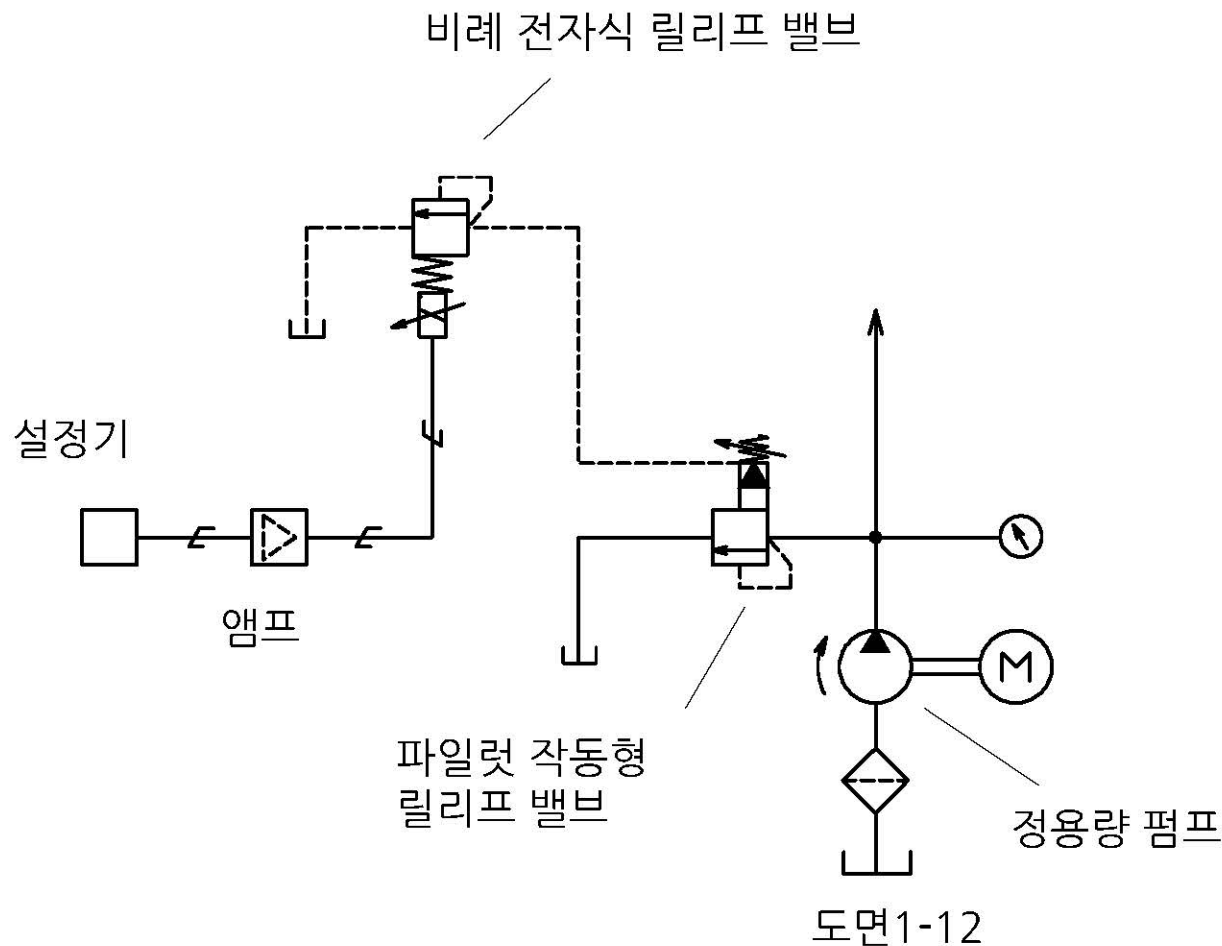 비례 전자식 릴리프 밸브
설정기
앰프
M
파일럿 작동형
릴리프 밸브
정용량 펌프
도면1-12